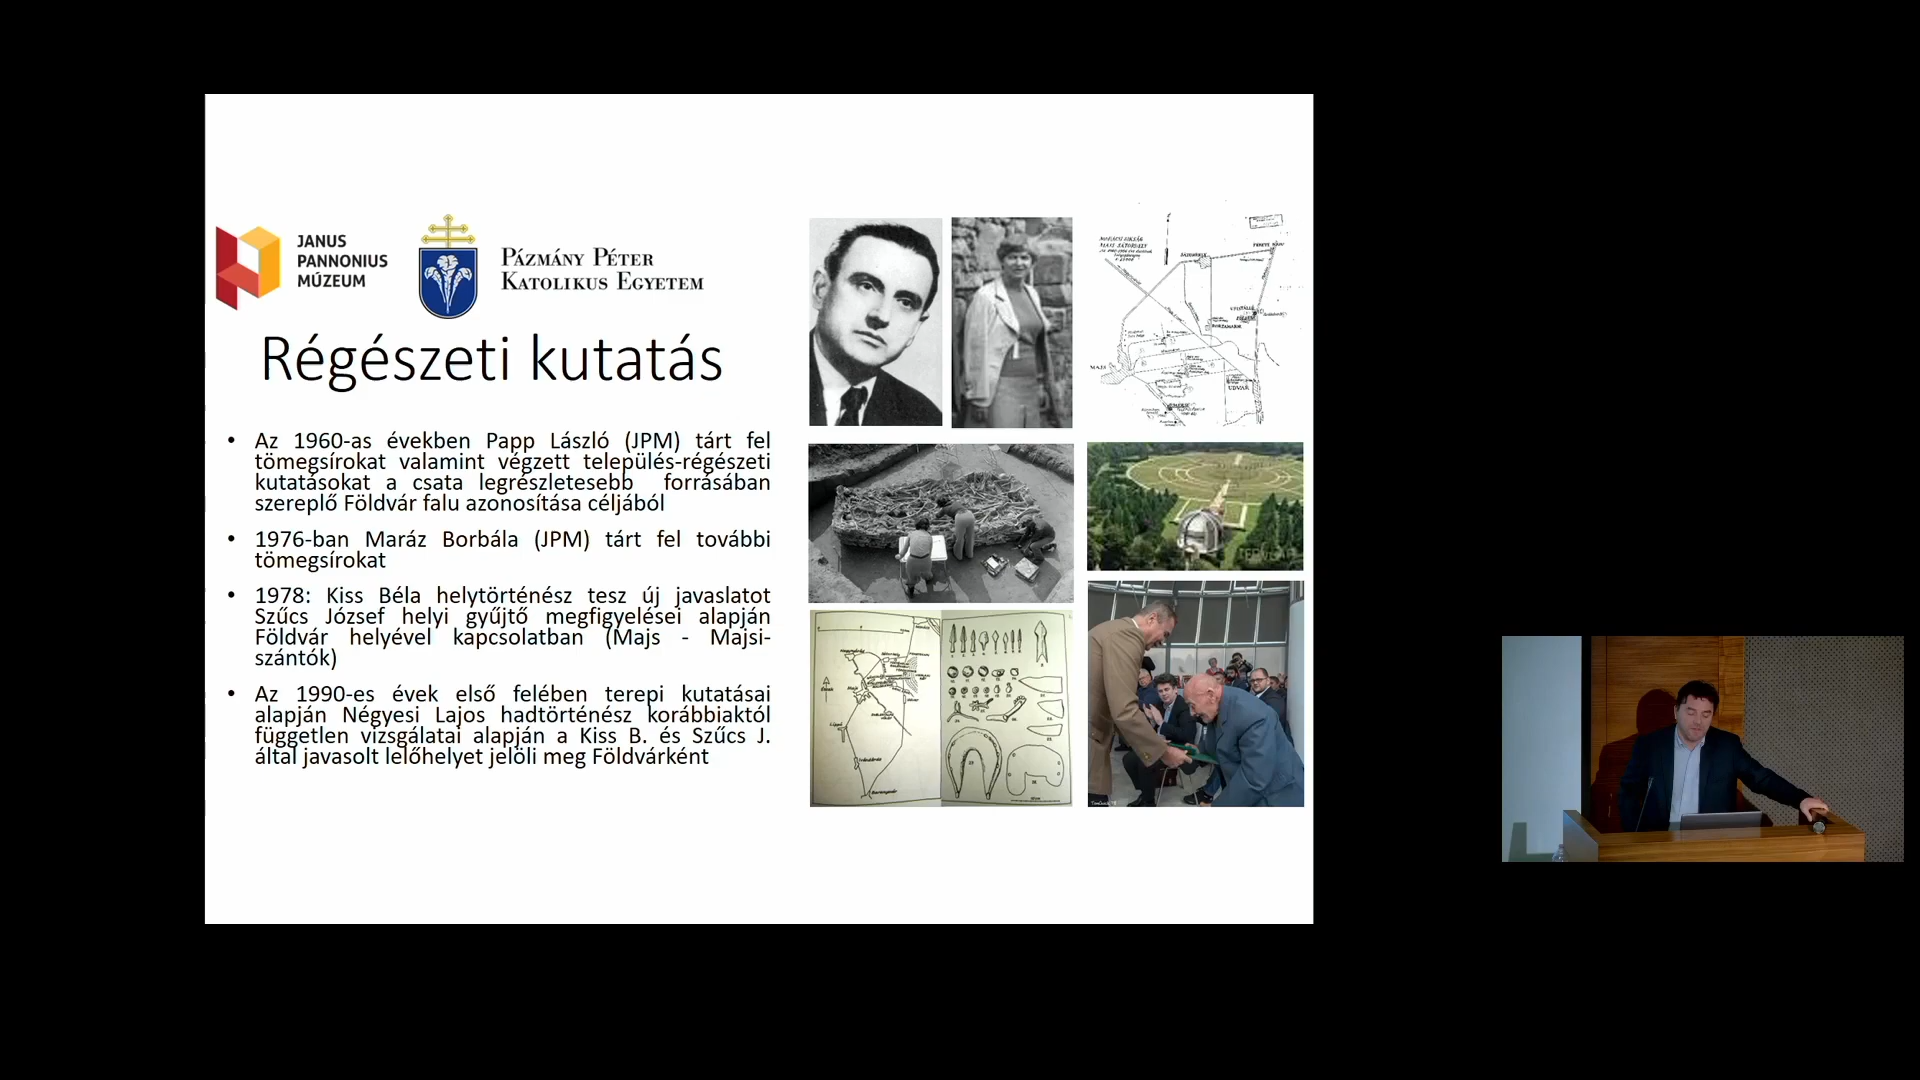 JANUS
PANNONIUS
MÚZEUM
PÁZMÁNY PÉTER
KATOLIKUS EGYETEM
Régészeti kutatás
• Az 1960-as években Papp László (JPM) tárt fel
tömegsírokat valamint végzett település-régészeti
kutatásokat a csata legrészletesebb forrásában
szereplő Földvár falu azonosítása céljából
• 1976-ban Maráz Borbála (JPM) tárt fel további
tömegsírokat
• 1978: Kiss Béla helytörténész tesz új javaslatot
Szűcs József helyi gyűjtő megfigyelései alapján
Földvár helyével kapcsolatban (Majs - Majsi-
szántók)
• Az 1990-es évek első felében terepi kutatásai
alapján Négyesi Lajos hadtörténész korábbiaktól
független vizsgálatai alapján a Kiss B. és Szűcs J.
által javasolt lelőhelyet jelöli meg Földvárként
MAJS
UDVAR